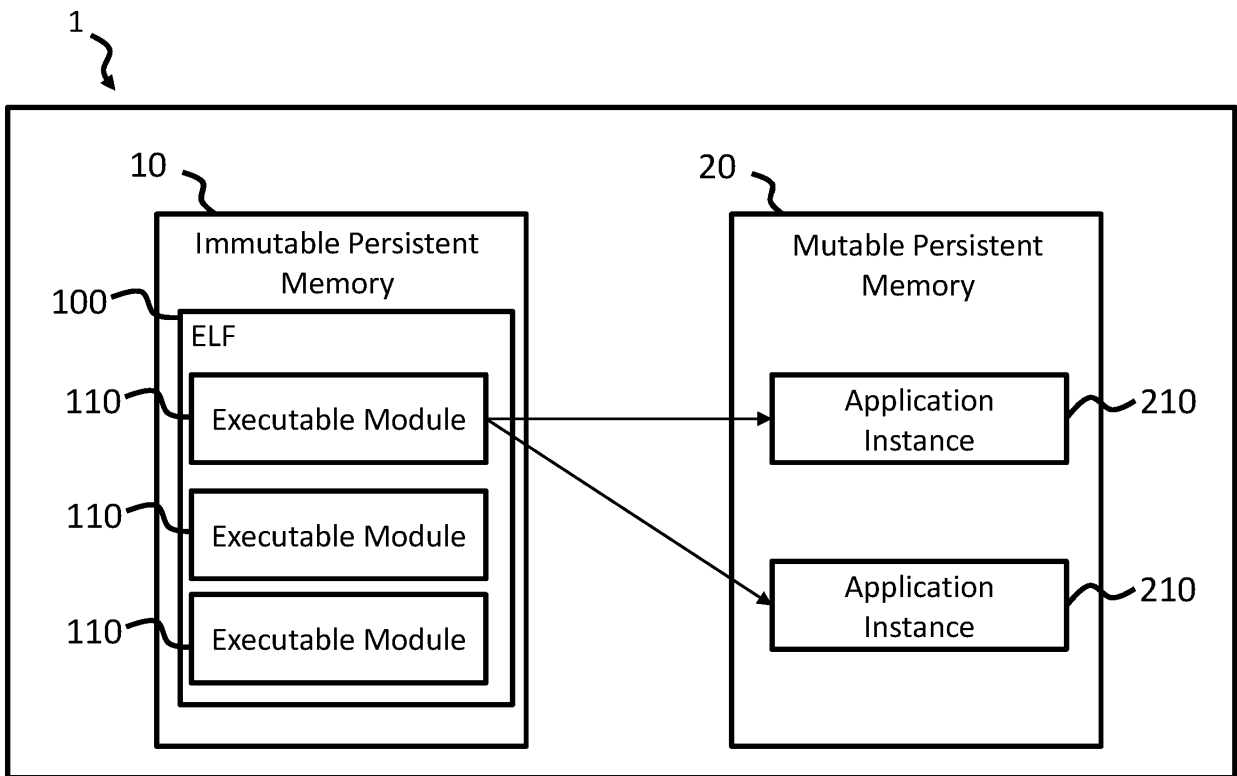 1
10
20
Immutable Persistent
Memory
Mutable Persistent
Memory
100
ELF
110
Executable Module
Application
Instance
210
110
Executable Module
110
Executable Module
Application
Instance
210